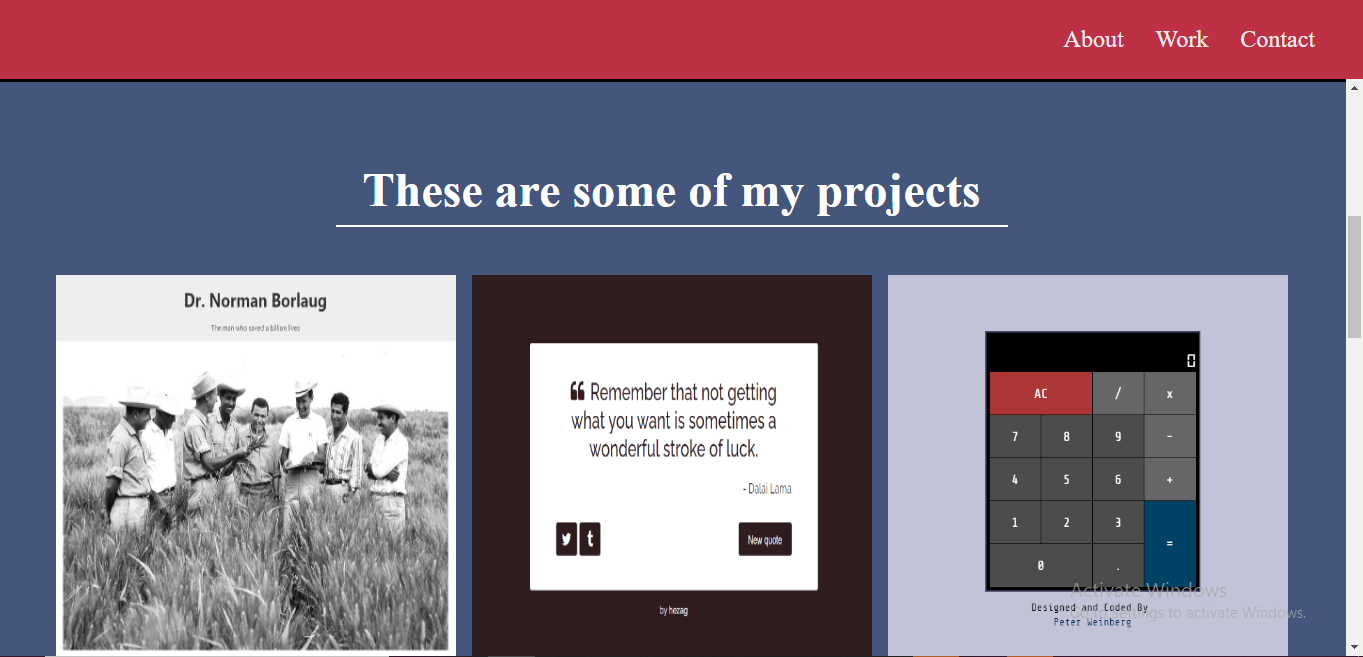 About Work Contact
These are some of my projects
Dr. Norman Borlaug
The man who saved a billion lives
❝ Remember that not getting
what you want is sometimes a
wonderful stroke of luck.
- Dalai Lama
New quote
by hezag
0
AC / x
7 8 9 -
4 5 6 +
1 2 3
=
0 .
Designed and Coded By
Peter Weinberg
Activate Windows
Go to Settings to activate Windows.